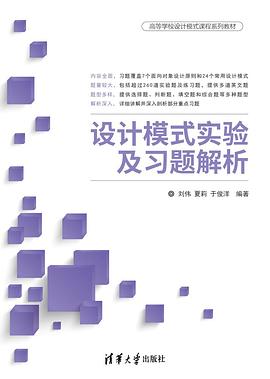 高等学校设计模式课程系列教材
内容全面，习题覆盖7个面向对象设计原则和24个常用设计模式
题量较大，包括超过260道实验题及练习题，提供多道英文题
题型多样，提供选择题、判断题、填空题和综合题等多种题型
解析深入，详细讲解并深入剖析部分重点习题
设计模式实验
及习题解析
刘伟 夏莉 于俊洋 编著
清华大学出版社